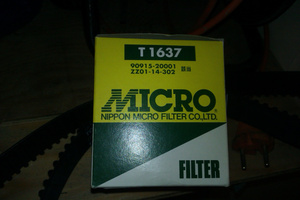 T 1637
90915-20001
ZZ01-14-302
MICRO
NIPPON MICRO FILTER CO.,LTD.
FILTER